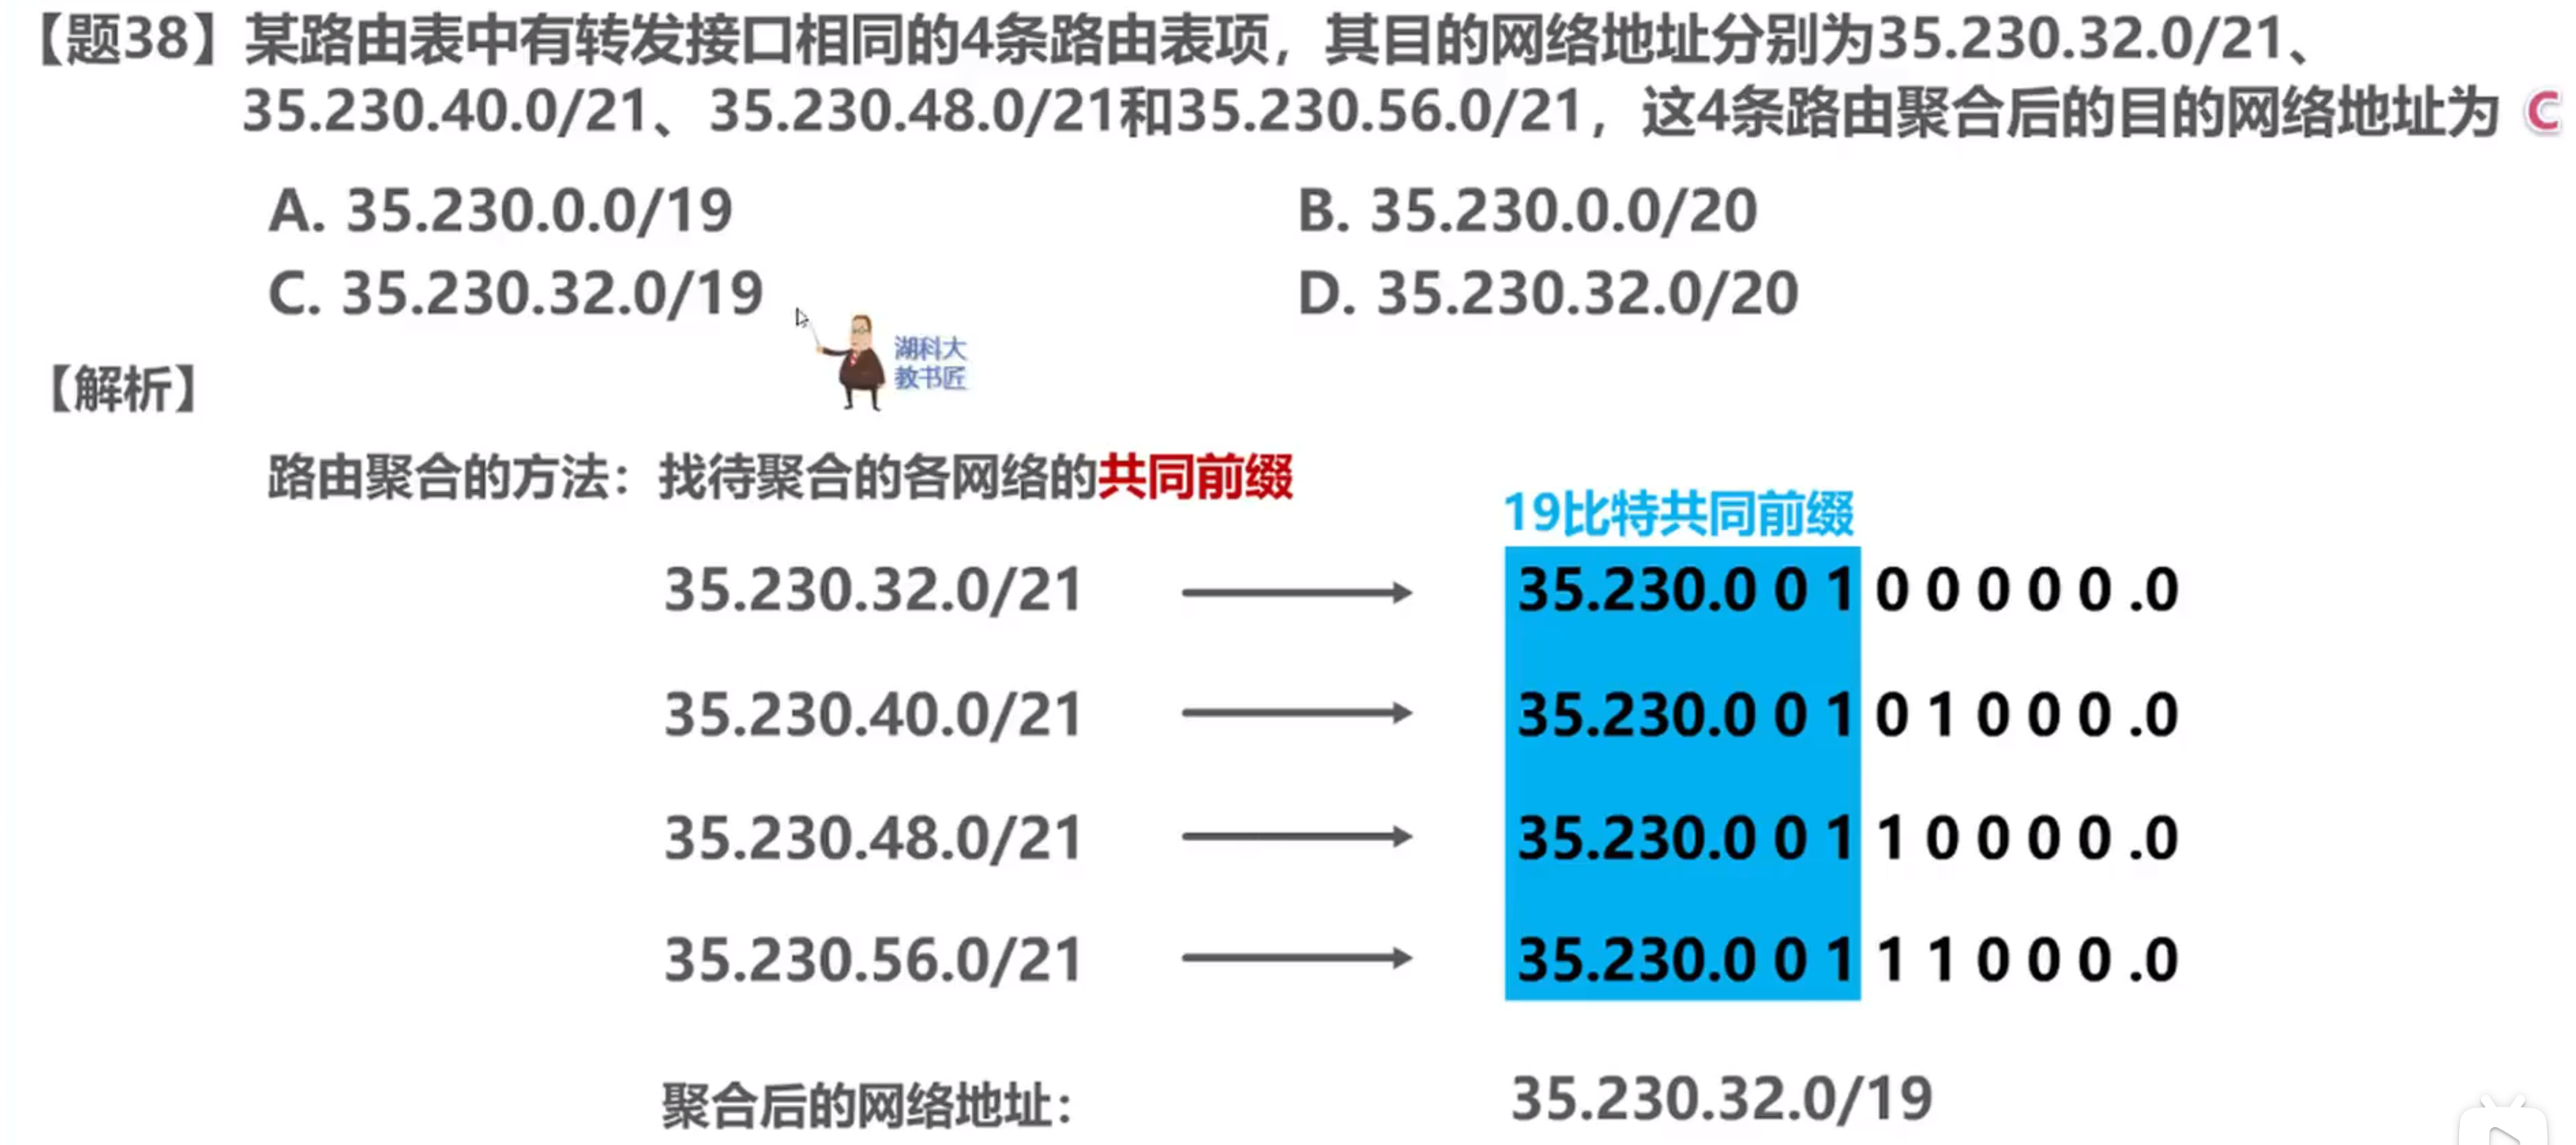 【题38】某路由表中有转发接口相同的4条路由表项，其目的网络地址分别为35.230.32.0/21、
35.230.40.0/21、35.230.48.0/21和35.230.56.0/21，这4条路由聚合后的目的网络地址为 C
A. 35.230.0.0/19
B. 35.230.0.0/20
C. 35.230.32.0/19
D. 35.230.32.0/20
湖科大
教书匠
【解析】
路由聚合的方法：找待聚合的各网络的共同前缀
19比特共同前缀
35.230.32.0/21
35.230.0 0 1 0 0 0 0 0 .0
35.230.40.0/21
35.230.0 0 1 0 1 0 0 0 .0
35.230.48.0/21
35.230.0 0 1 1 0 0 0 0 .0
35.230.56.0/21
35.230.0 0 1 1 1 0 0 0 .0
聚合后的网络地址：
35.230.32.0/19